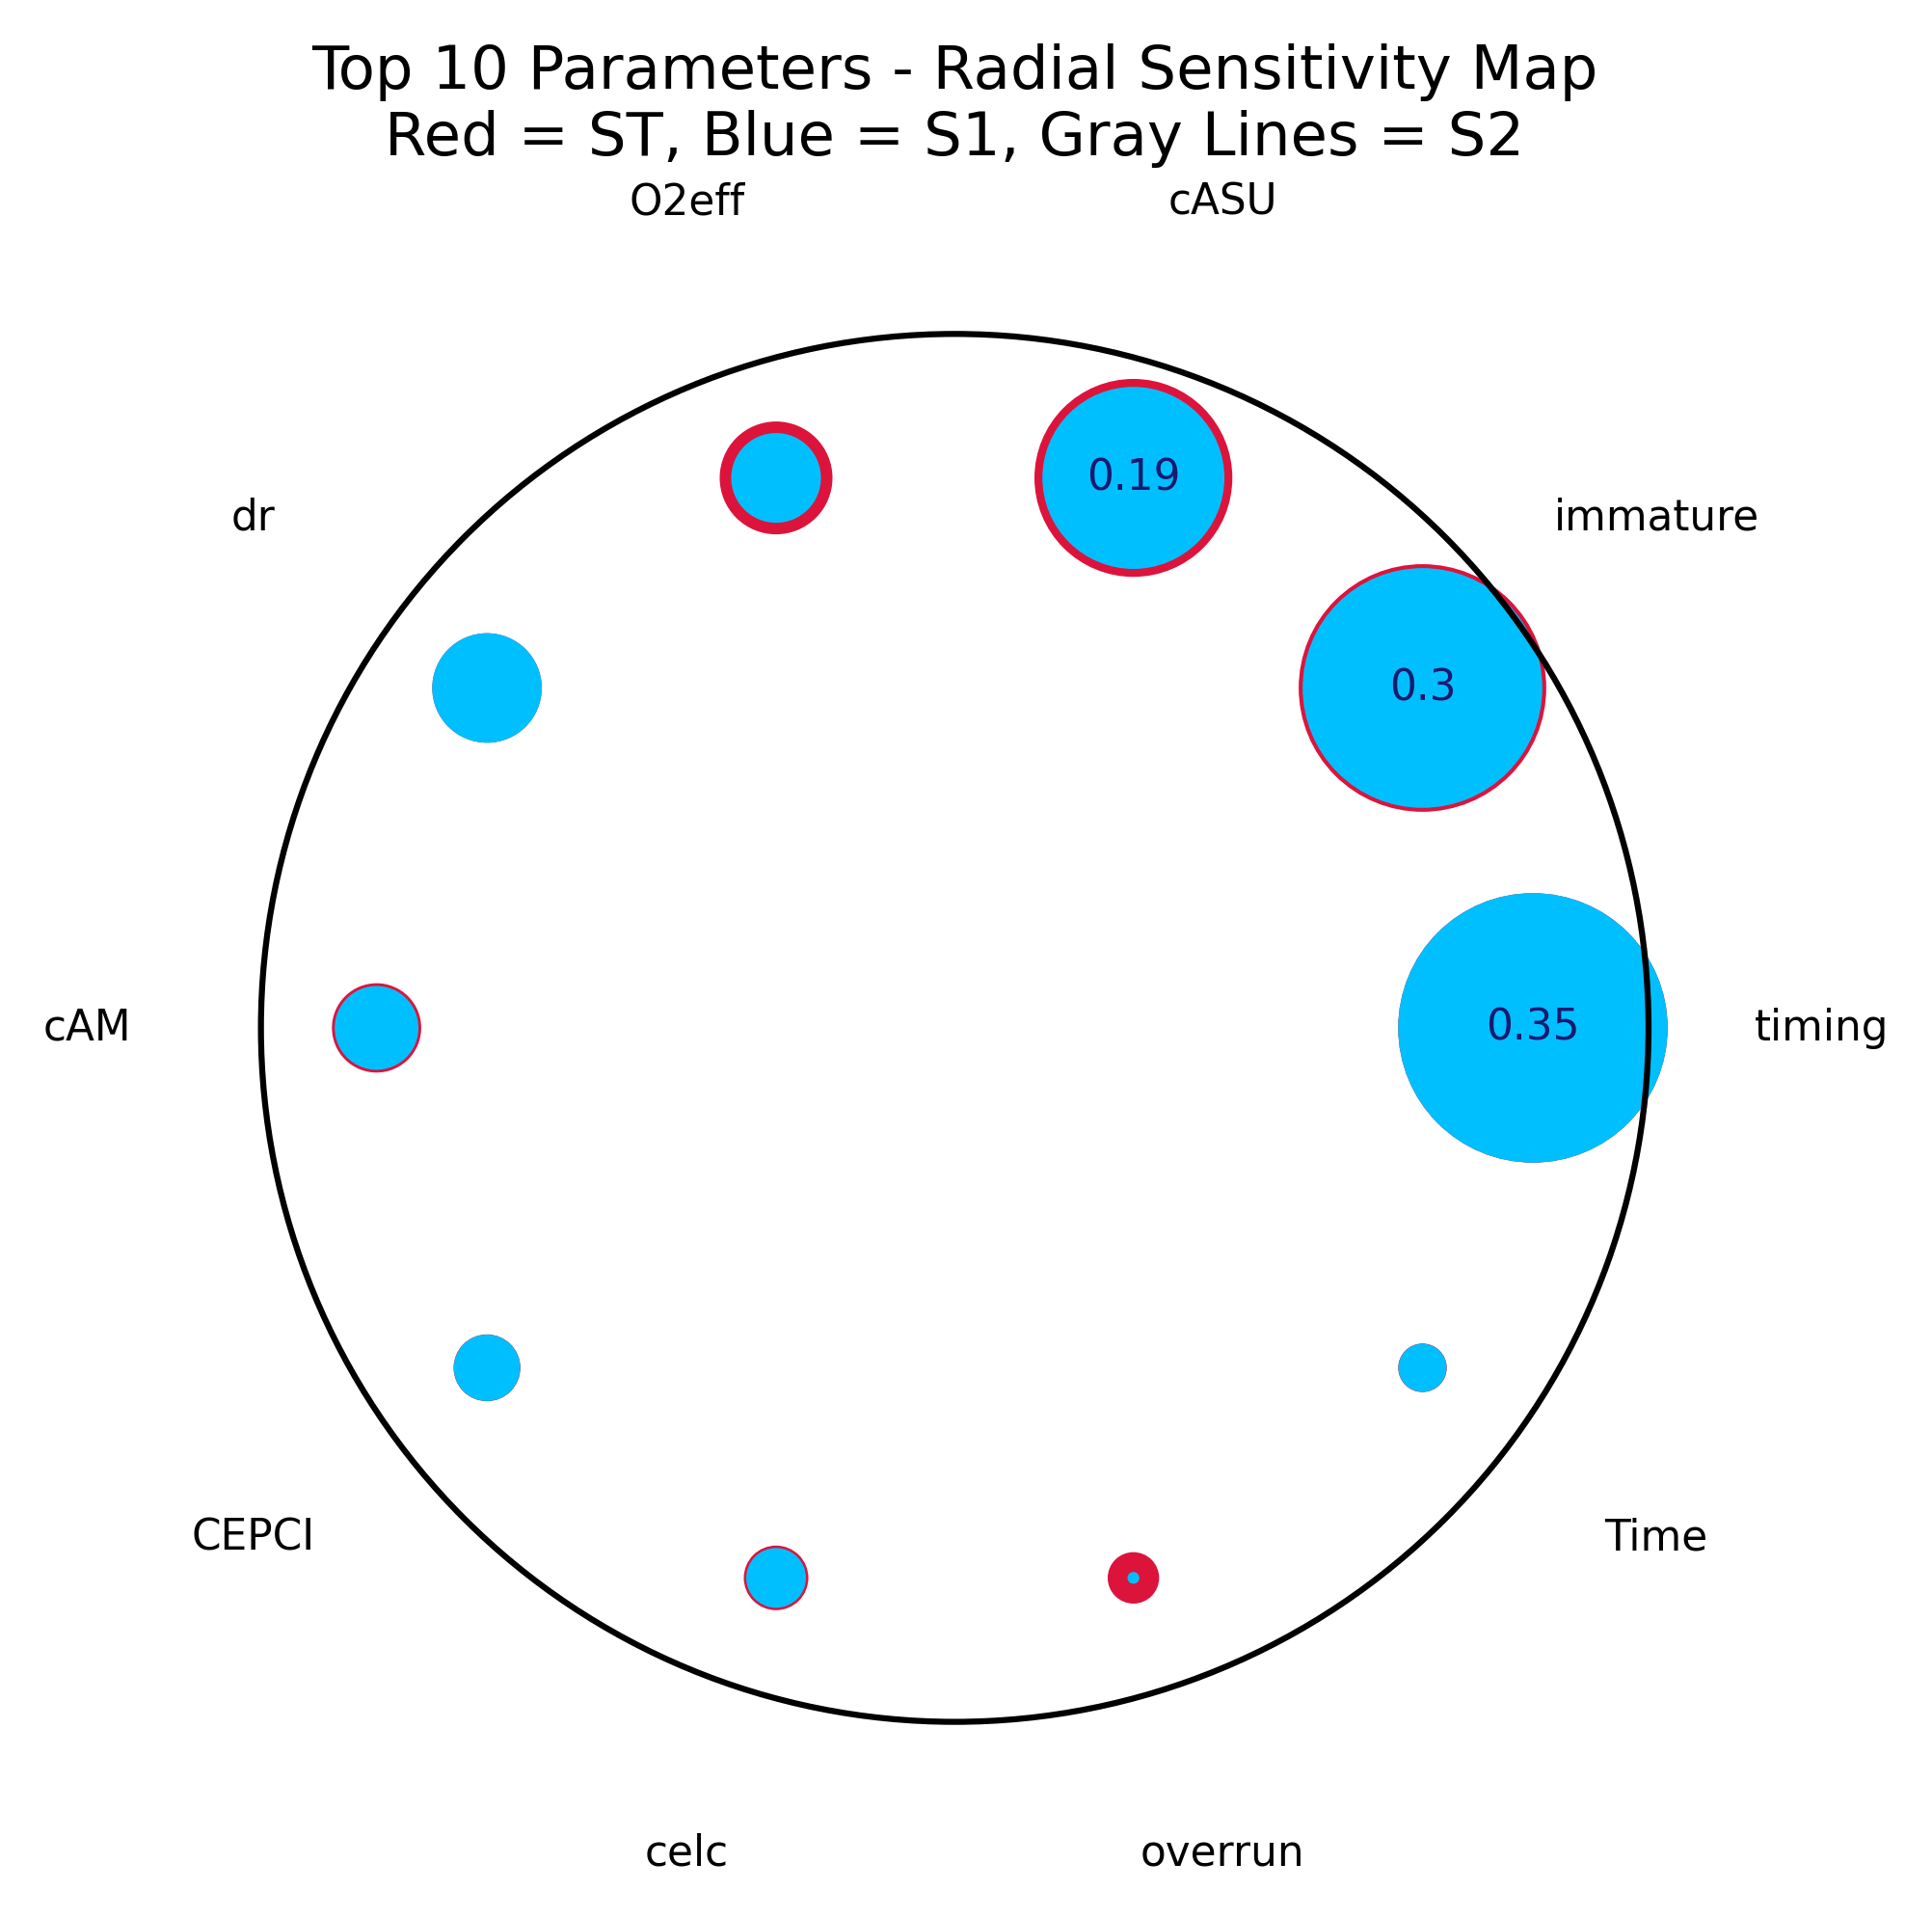 Top 10 Parameters - Radial Sensitivity Map
Red = ST, Blue = S1, Gray Lines = S2
O2eff
cASU
0.19
dr
immature
0.3
cAM
0.35
timing
CEPCI
Time
celc
overrun